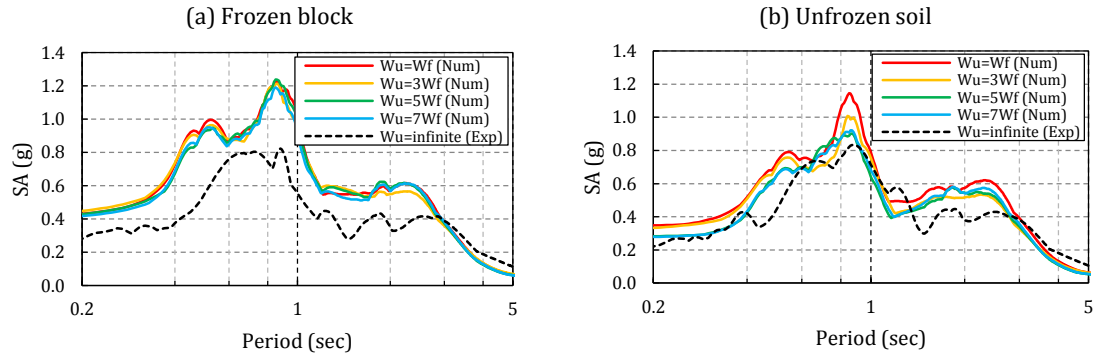 (a) Frozen block
SA (g)
1.4
1.2
1.0
0.8
0.6
0.4
0.2
0.0
0.2
1
5
Period (sec)
Wu=Wf (Num)
Wu=3Wf (Num)
Wu=5Wf (Num)
Wu=7Wf (Num)
Wu=infinite (Exp)
(b) Unfrozen soil
SA (g)
1.4
1.2
1.0
0.8
0.6
0.4
0.2
0.0
0.2
1
5
Period (sec)
Wu=Wf (Num)
Wu=3Wf (Num)
Wu=5Wf (Num)
Wu=7Wf (Num)
Wu=infinite (Exp)